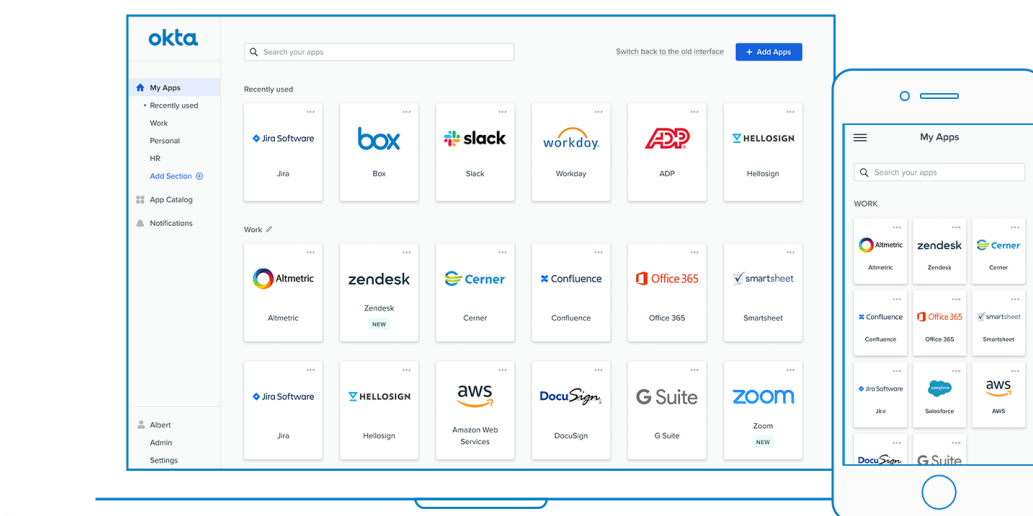 okta
Search your apps
Switch back to the old interface
+ Add Apps
My Apps
Recently used
Work
Personal
HR
Add Section
App Catalog
Notifications
Albert
Admin
Settings
Recently used
Jira Software
Jira
box
Box
slack
Slack
workday.
Workday
ADP
ADP
HELLOSIGN
Hellosign
Work
Altmetric
Altmetric
zendesk
Zendesk
NEW
Cerner
Cerner
Confluence
Confluence
Office 365
Office 365
smartsheet
Smartsheet
Jira Software
Jira
HELLOSIGN
Hellosign
aws
Amazon Web
Services
DocuSign
DocuSign
G Suite
G Suite
zoom
Zoom
NEW
My Apps
Search your apps
WORK
Altmetric
Altmetric
zendesk
Zendesk
Cerner
Cerner
Confluence
Confluence
Office 365
Office 365
smartsheet
Smartsheet
Jira Software
Jira
salesforce
Salesforce
aws
AWS
DocuSign
G Suite